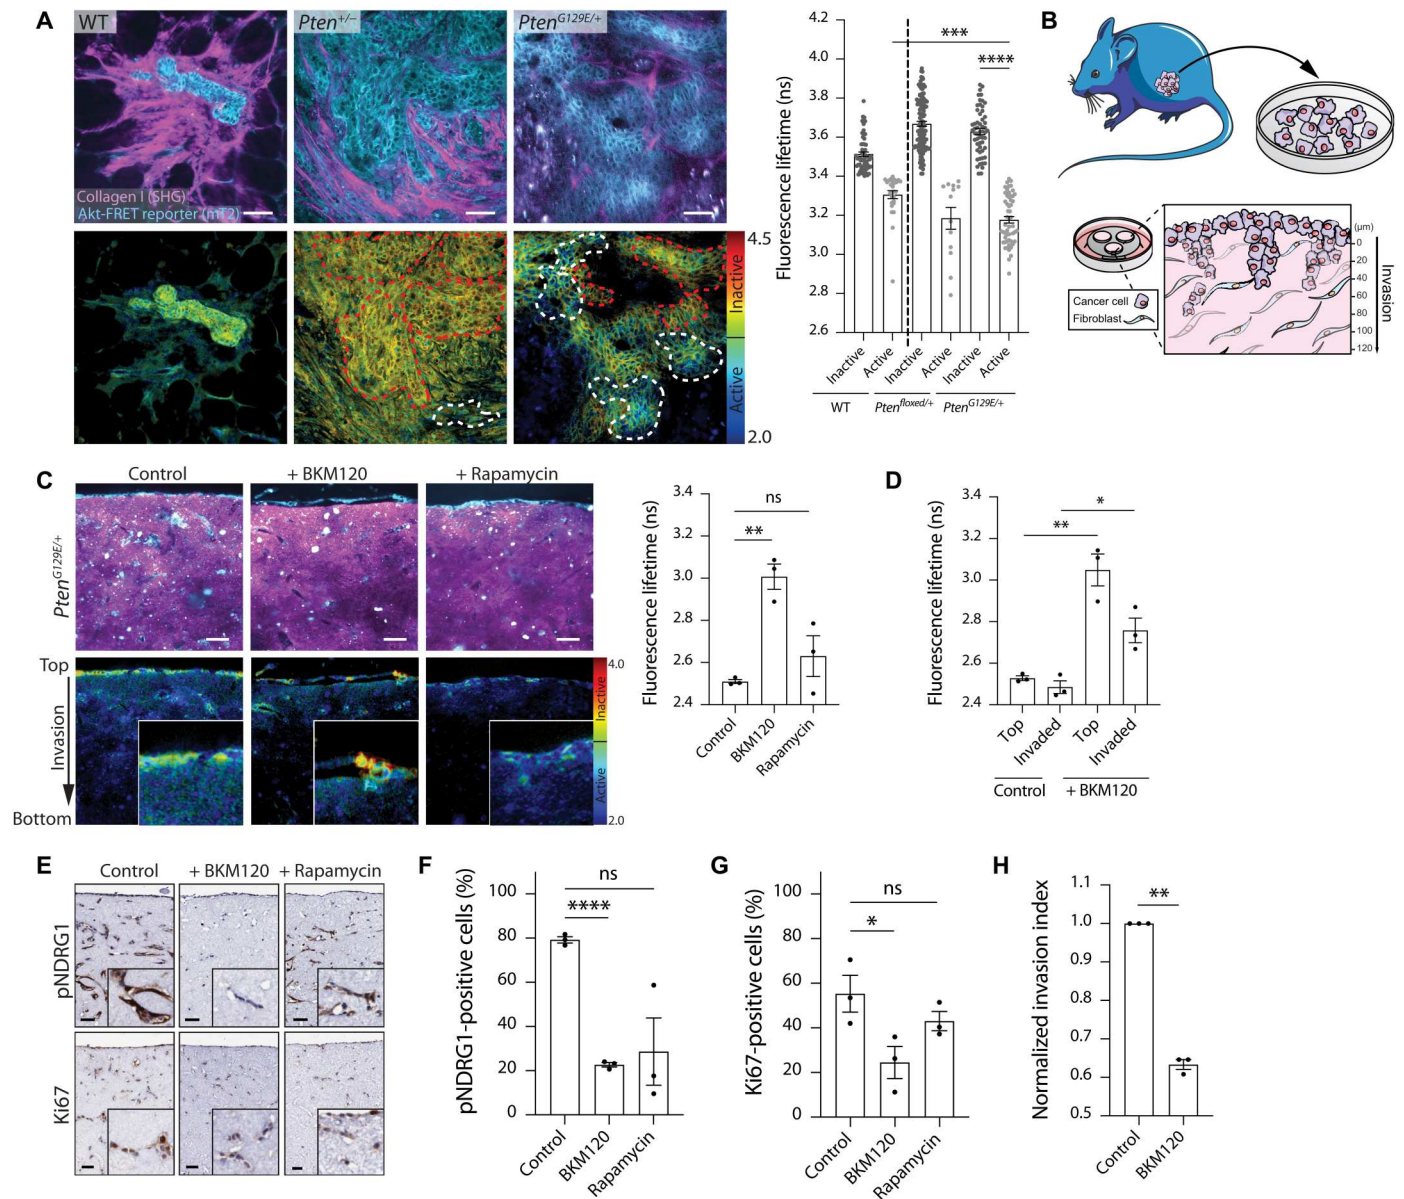 A
WT
Pten+/−
PtenG129E/+
Collagen I (SHG)
Akt-FRET reporter (mT2)
4.5
Inactive
Active
2.0
Fluorescence lifetime (ns)
4.2
4.0
3.8
3.6
3.4
3.2
3.0
2.8
2.6
***
****
Inactive
Active
Inactive
Active
Inactive
Active
WT
Ptenfloxed/+
PtenG129E/+
B
Cancer cell
Fibroblast
(µm)
0
20
40
60
80
100
120
Invasion
C
Control
+ BKM120
+ Rapamycin
PtenG129E/+
Top
Invasion
Bottom
4.0
Inactive
Active
2.0
Fluorescence lifetime (ns)
3.4
3.2
3.0
2.8
2.6
2.4
ns
**
Control
BKM120
Rapamycin
D
Fluorescence lifetime (ns)
3.4
3.2
3.0
2.8
2.6
2.4
*
**
Top
Invaded
Top
Invaded
Control
+ BKM120
E
Control
+ BKM120
+ Rapamycin
pNDRG1
Ki67
F
pNDRG1-positive cells (%)
100
80
60
40
20
0
ns
****
Control
BKM120
Rapamycin
G
Ki67-positive cells (%)
100
80
60
40
20
0
ns
*
Control
BKM120
Rapamycin
H
Normalized invasion index
1.1
1.0
0.9
0.8
0.7
0.6
0.5
**
Control
BKM120